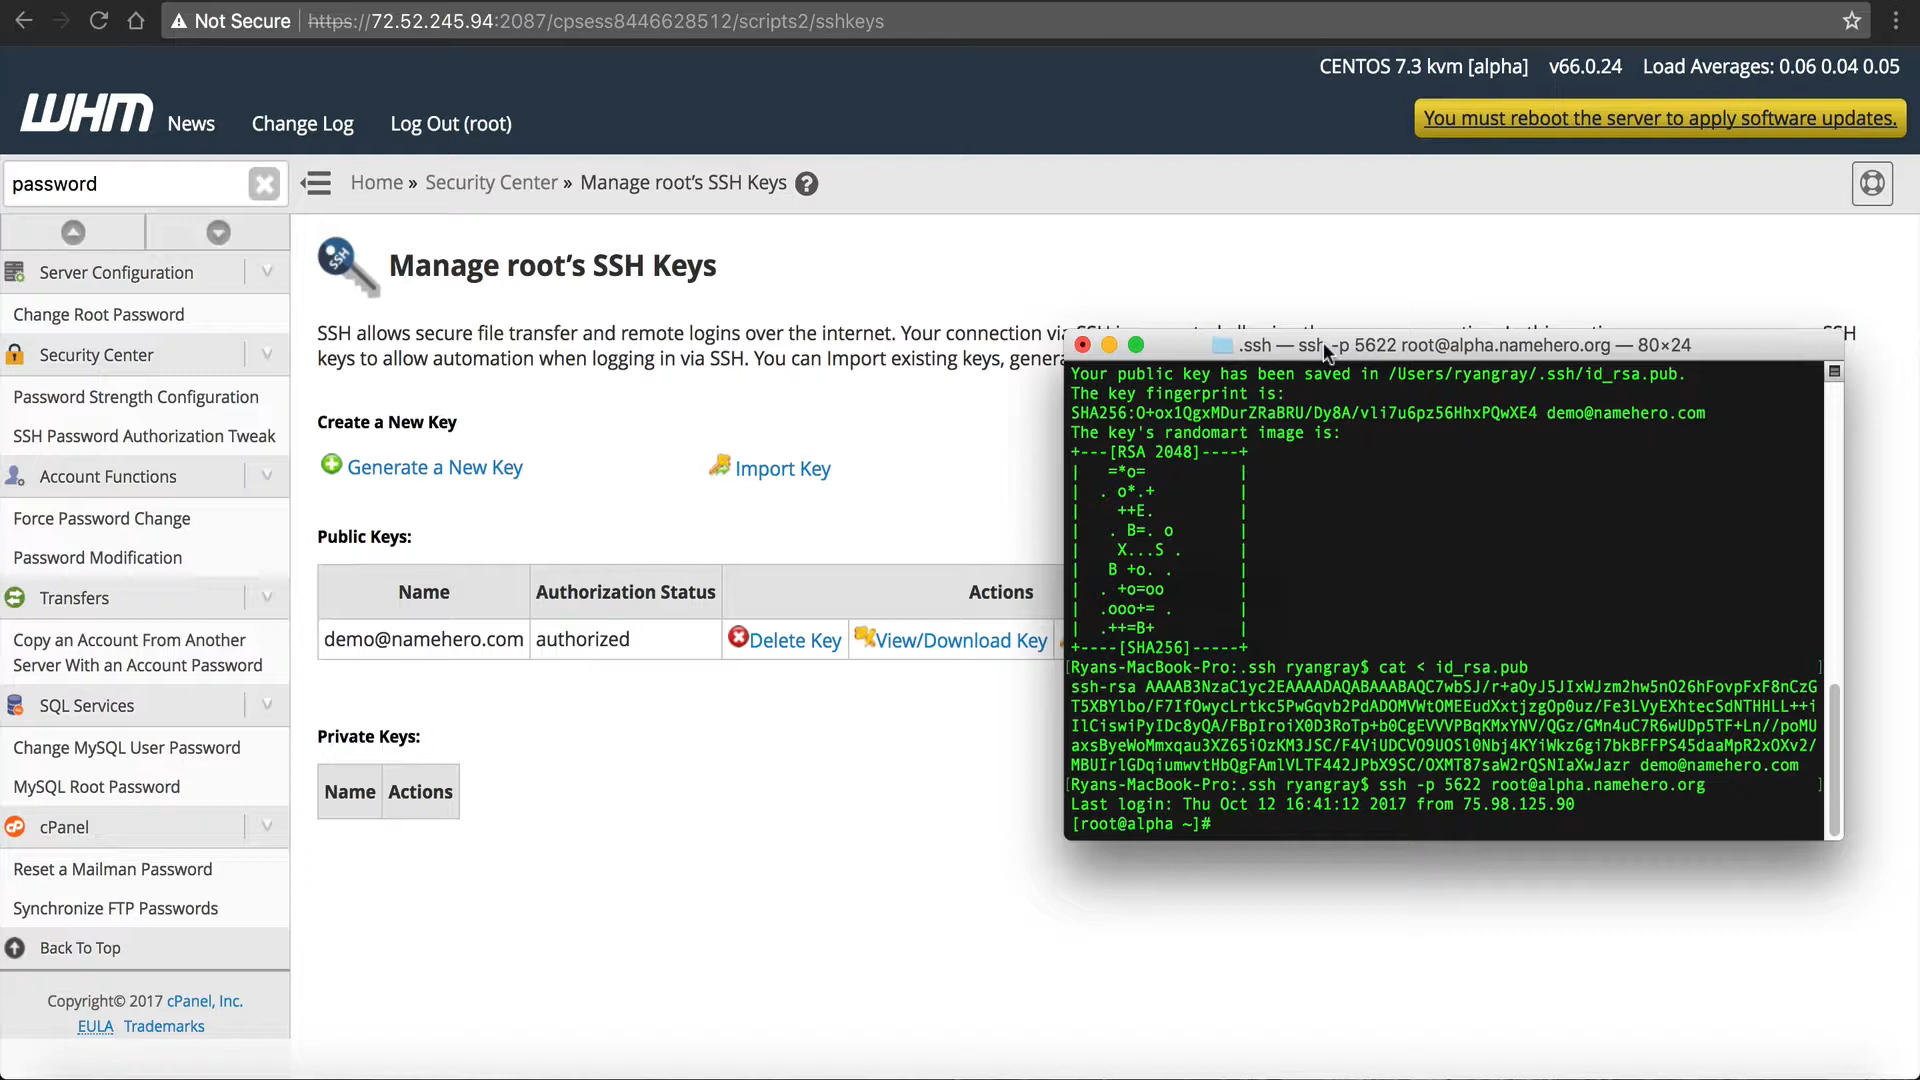 Not Secure https://72.52.245.94:2087/cpsess8446628512/scripts2/sshkeys
CENTOS 7.3 kvm [alpha] v66.0.24 Load Averages: 0.06 0.04 0.05
WHM News Change Log Log Out (root)
You must reboot the server to apply software updates.
password
Home » Security Center » Manage root's SSH Keys
Server Configuration
Change Root Password
Security Center
Password Strength Configuration
SSH Password Authorization Tweak
Account Functions
Force Password Change
Password Modification
Transfers
Copy an Account From Another
Server With an Account Password
SQL Services
Change MySQL User Password
MySQL Root Password
cPanel
Reset a Mailman Password
Synchronize FTP Passwords
Back To Top
Copyright© 2017 cPanel, Inc.
EULA Trademarks
SSH
Manage root's SSH Keys
SSH allows secure file transfer and remote logins over the internet. Your connection via SSH
keys to allow automation when logging in via SSH. You can Import existing keys, genera
Create a New Key
Generate a New Key Import Key
Public Keys:
Name Authorization Status Actions
demo@namehero.com authorized Delete Key View/Download Key
Private Keys:
Name Actions
.ssh — ssh -p 5622 root@alpha.namehero.org — 80×24
Your public key has been saved in /Users/ryangray/.ssh/id_rsa.pub.
The key fingerprint is:
SHA256:O+ox1QgxMDurZRaBRU/Dy8A/vli7u6pz56HhxPQwXE4 demo@namehero.com
The key's randomart image is:
+---[RSA 2048]----+
|    =*o=         |
|   . o*.+        |
|     ++E.        |
|    . B=. o      |
|     X...S .     |
|    B +o. .      |
|   . +o=oo       |
|   .ooo+= .      |
|   .++=B+        |
+----[SHA256]-----+
[Ryans-MacBook-Pro:.ssh ryangray$ cat < id_rsa.pub ]
ssh-rsa AAAAB3NzaC1yc2EAAAADAQABAAABAQC7wbSJ/r+aOyJ5JIxWJzm2hw5nO26hFovpFxF8nCzG
T5XBYlbo/F7IfOwycLrtkc5PwGqvb2PdADOMVWtOMEEudXxtjzgOp0uz/Fe3LVyEXhtecSdNTHHLL++i
IlCiswiPyIDc8yQA/FBpIroiX0D3RoTp+b0CgEVVVPBqKMxYNV/QGz/GMn4uC7R6wUDp5TF+Ln//poMU
axsByeWoMmxqau3XZ65iOzKM3JSC/F4ViUDCVO9UOSl0Nbj4KYiWkz6gi7bkBFFPS45daaMpR2xOXv2/
MBUIrlGDqiumwvtHbQgFAmlVLTF442JPbX9SC/OXMT87saW2rQSNIaXwJazr demo@namehero.com
[Ryans-MacBook-Pro:.ssh ryangray$ ssh -p 5622 root@alpha.namehero.org ]
Last login: Thu Oct 12 16:41:12 2017 from 75.98.125.90
[root@alpha ~]#